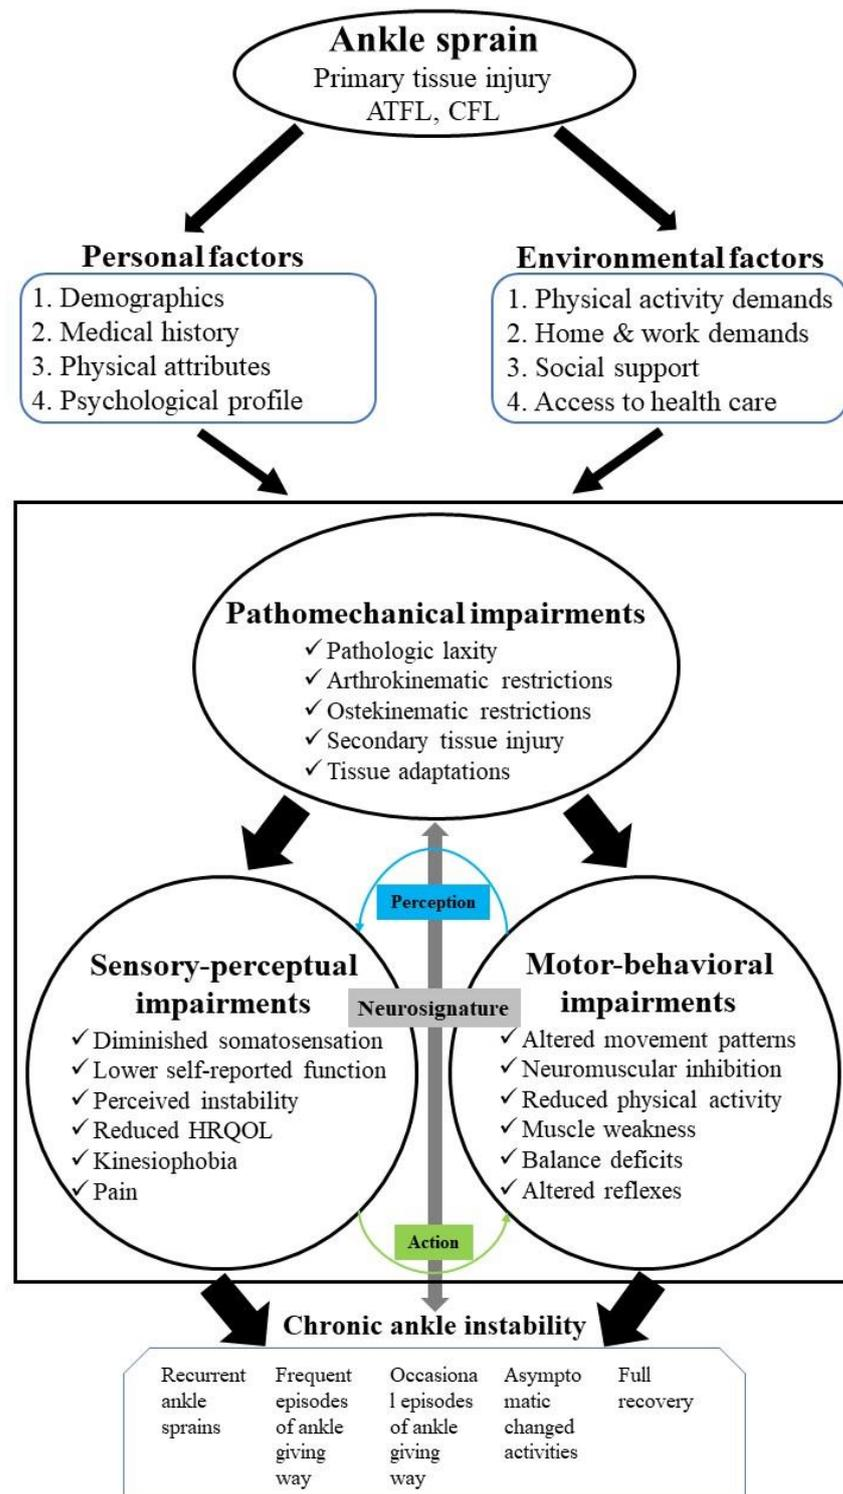 Ankle sprain
Primary tissue injury
ATFL, CFL
Personal factors
1. Demographics
2. Medical history
3. Physical attributes
4. Psychological profile
Environmental factors
1. Physical activity demands
2. Home & work demands
3. Social support
4. Access to health care
Pathomechanical impairments
✓ Pathologic laxity
✓ Arthrokinematic restrictions
✓ Ostekinematic restrictions
✓ Secondary tissue injury
✓ Tissue adaptations
Perception
Sensory-perceptual
impairments
✓ Diminished somatosensation
✓ Lower self-reported function
✓ Perceived instability
✓ Reduced HRQOL
✓ Kinesiophobia
✓ Pain
Neurosignature
Motor-behavioral
impairments
✓ Altered movement patterns
✓ Neuromuscular inhibition
✓ Reduced physical activity
✓ Muscle weakness
✓ Balance deficits
✓ Altered reflexes
Action
Chronic ankle instability
Recurrent
ankle
sprains
Frequent
episodes
of ankle
giving
way
Occasiona
l episodes
of ankle
giving
way
Asympto
matic
changed
activities
Full
recovery